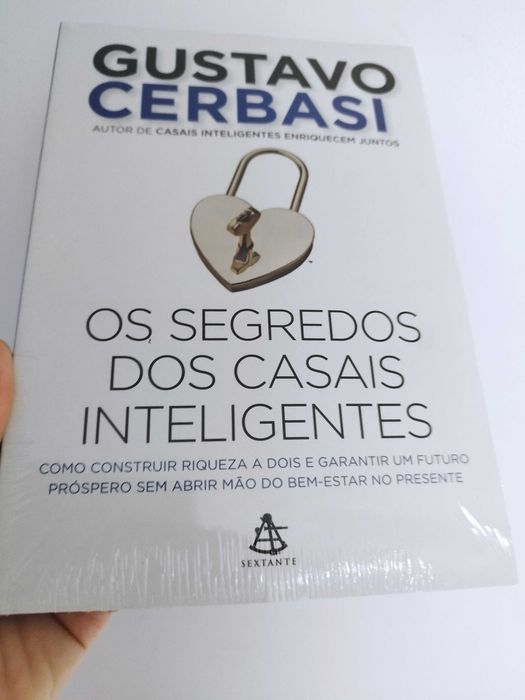 GUSTAVO
CERBASI
AUTOR DE CASAIS INTELIGENTES ENRIQUECEM JUNTOS
OS SEGREDOS
DOS CASAIS
INTELIGENTES
COMO CONSTRUIR RIQUEZA A DOIS E GARANTIR UM FUTURO
PRÓSPERO SEM ABRIR MÃO DO BEM-ESTAR NO PRESENTE
SEXTANTE